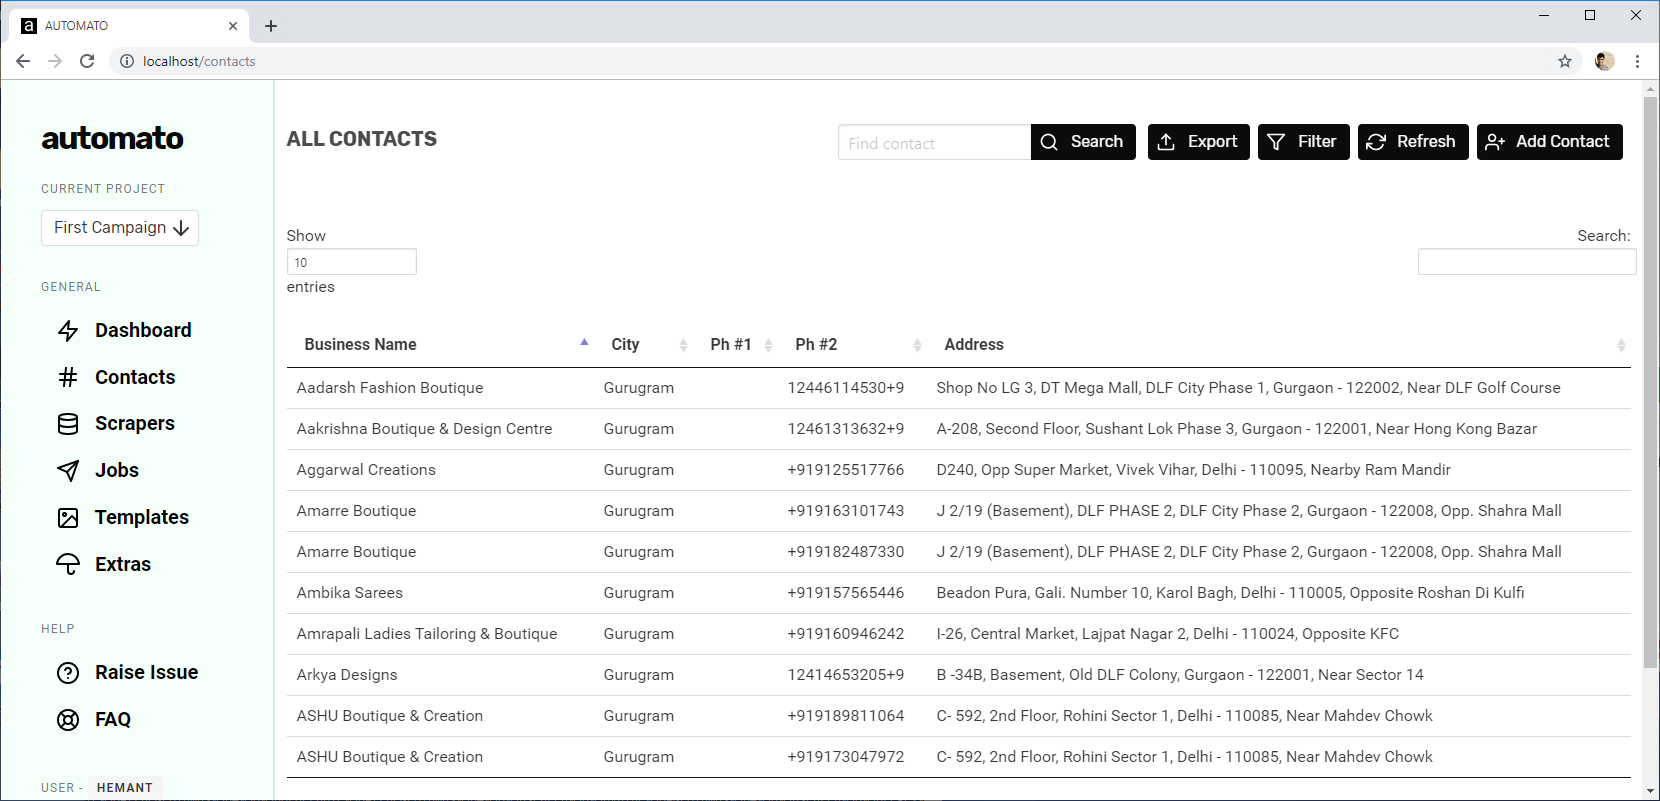 AUTOMATO
localhost/contacts
automato
CURRENT PROJECT
First Campaign
GENERAL
Dashboard
Contacts
Scrapers
Jobs
Templates
Extras
HELP
Raise Issue
FAQ
USER - HEMANT
ALL CONTACTS
Find contact Search Export Filter Refresh Add Contact
Show
10
entries
Search:
Business Name City Ph #1 Ph #2 Address
Aadarsh Fashion Boutique Gurugram 12446114530+9 Shop No LG 3, DT Mega Mall, DLF City Phase 1, Gurgaon - 122002, Near DLF Golf Course
Aakrishna Boutique & Design Centre Gurugram 12461313632+9 A-208, Second Floor, Sushant Lok Phase 3, Gurgaon - 122001, Near Hong Kong Bazar
Aggarwal Creations Gurugram +919125517766 D240, Opp Super Market, Vivek Vihar, Delhi - 110095, Nearby Ram Mandir
Amarre Boutique Gurugram +919163101743 J 2/19 (Basement), DLF PHASE 2, DLF City Phase 2, Gurgaon - 122008, Opp. Shahra Mall
Amarre Boutique Gurugram +919182487330 J 2/19 (Basement), DLF PHASE 2, DLF City Phase 2, Gurgaon - 122008, Opp. Shahra Mall
Ambika Sarees Gurugram +919157565446 Beadon Pura, Gali. Number 10, Karol Bagh, Delhi - 110005, Opposite Roshan Di Kulfi
Amrapali Ladies Tailoring & Boutique Gurugram +919160946242 I-26, Central Market, Lajpat Nagar 2, Delhi - 110024, Opposite KFC
Arkya Designs Gurugram 12414653205+9 B -34B, Basement, Old DLF Colony, Gurgaon - 122001, Near Sector 14
ASHU Boutique & Creation Gurugram +919189811064 C- 592, 2nd Floor, Rohini Sector 1, Delhi - 110085, Near Mahdev Chowk
ASHU Boutique & Creation Gurugram +919173047972 C- 592, 2nd Floor, Rohini Sector 1, Delhi - 110085, Near Mahdev Chowk